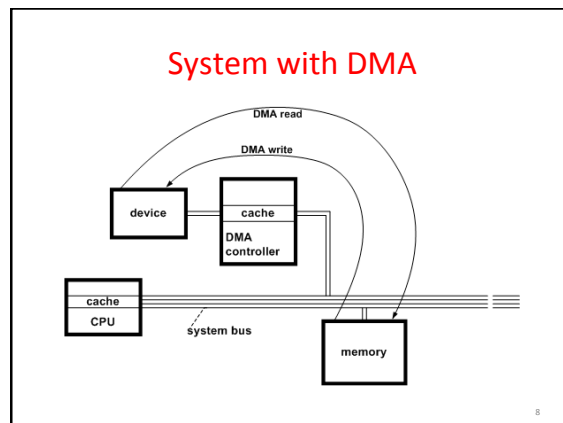 System with DMA
DMA read
DMA write
device
cache
DMA
controller
cache
CPU
system bus
memory
8